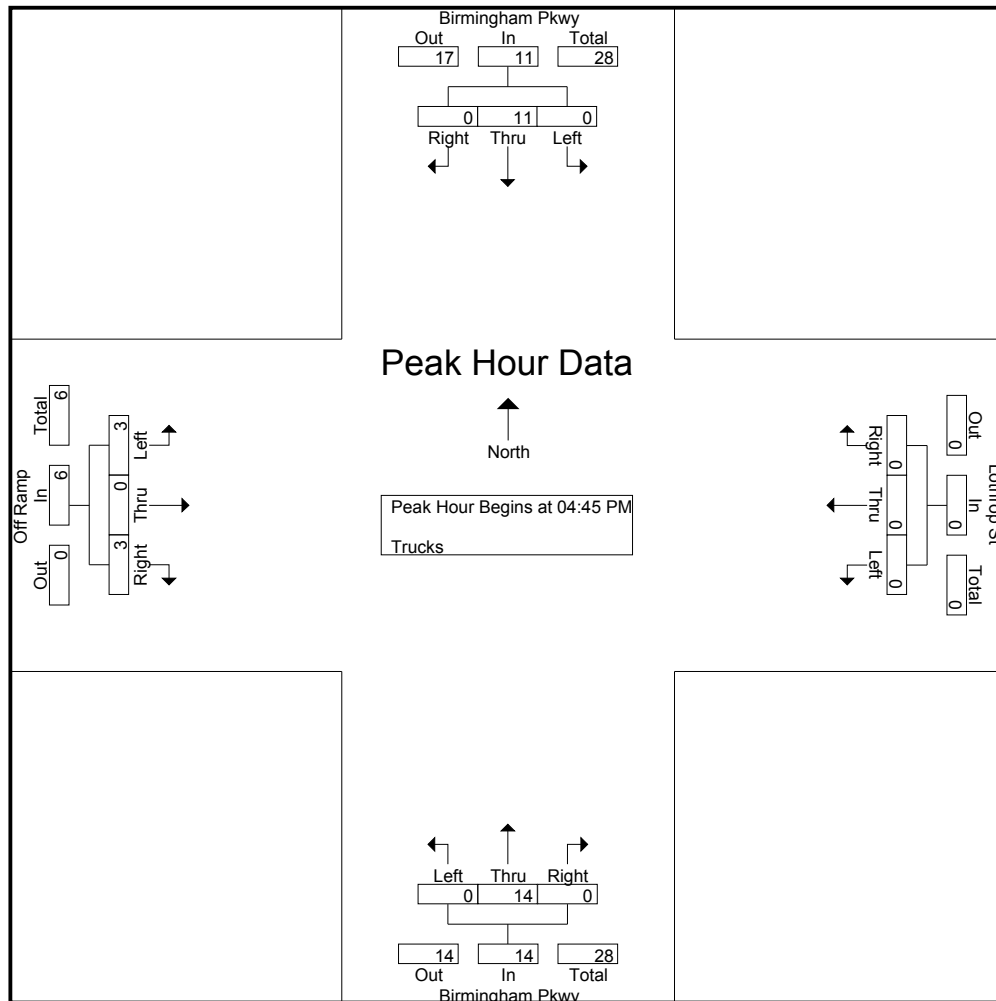 Birmingham Pkwy
Out In Total
17 11 28
0 11 0
Right Thru Left
Peak Hour Data
North
Peak Hour Begins at 04:45 PM
Trucks
Off Ramp
Total In Out
6 6 0
3 0 3
Left Thru Right
Right Thru Left
0 0 0
0 0 0
Out In Total
Lothrop St
Left Thru Right
0 14 0
14 14 28
Out In Total
Birmingham Pkwy